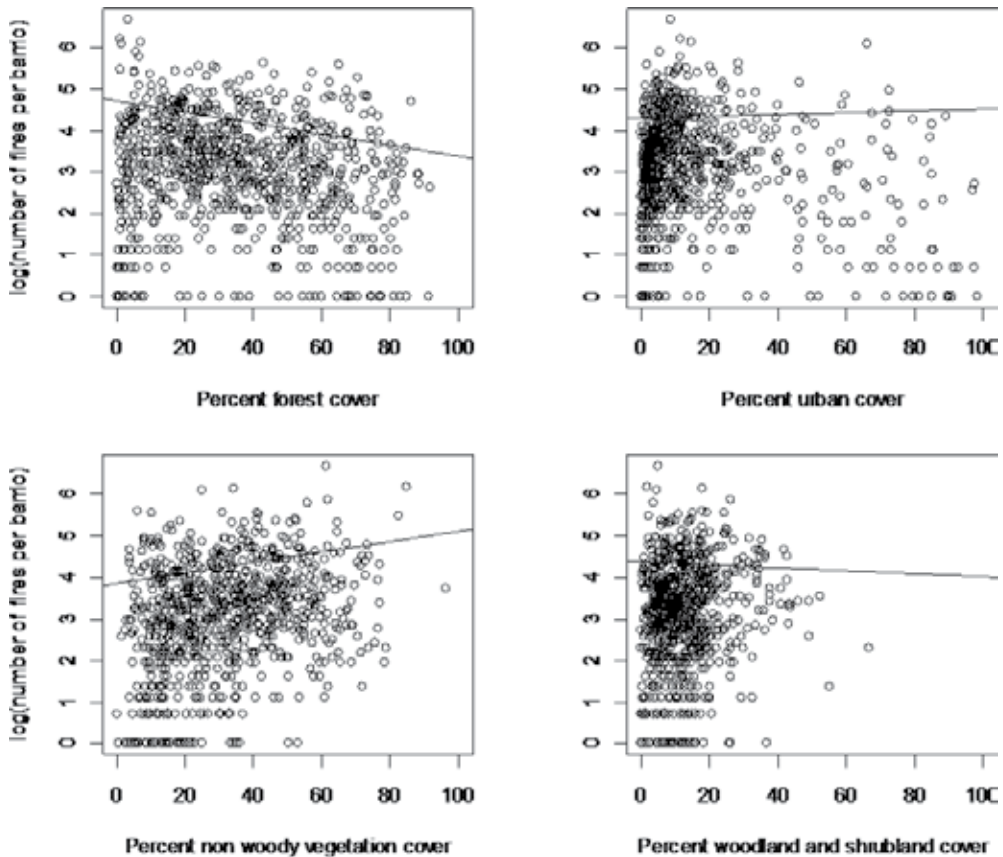 log(number of fires per barrio)
6
5
4
3
2
1
0
0 20 40 60 80 100
Percent forest cover
6
5
4
3
2
1
0
0 20 40 60 80 100
Percent urban cover
log(number of fires per barrio)
6
5
4
3
2
1
0
0 20 40 60 80 100
Percent non woody vegetation cover
6
5
4
3
2
1
0
0 20 40 60 80 100
Percent woodland and shrubland cover